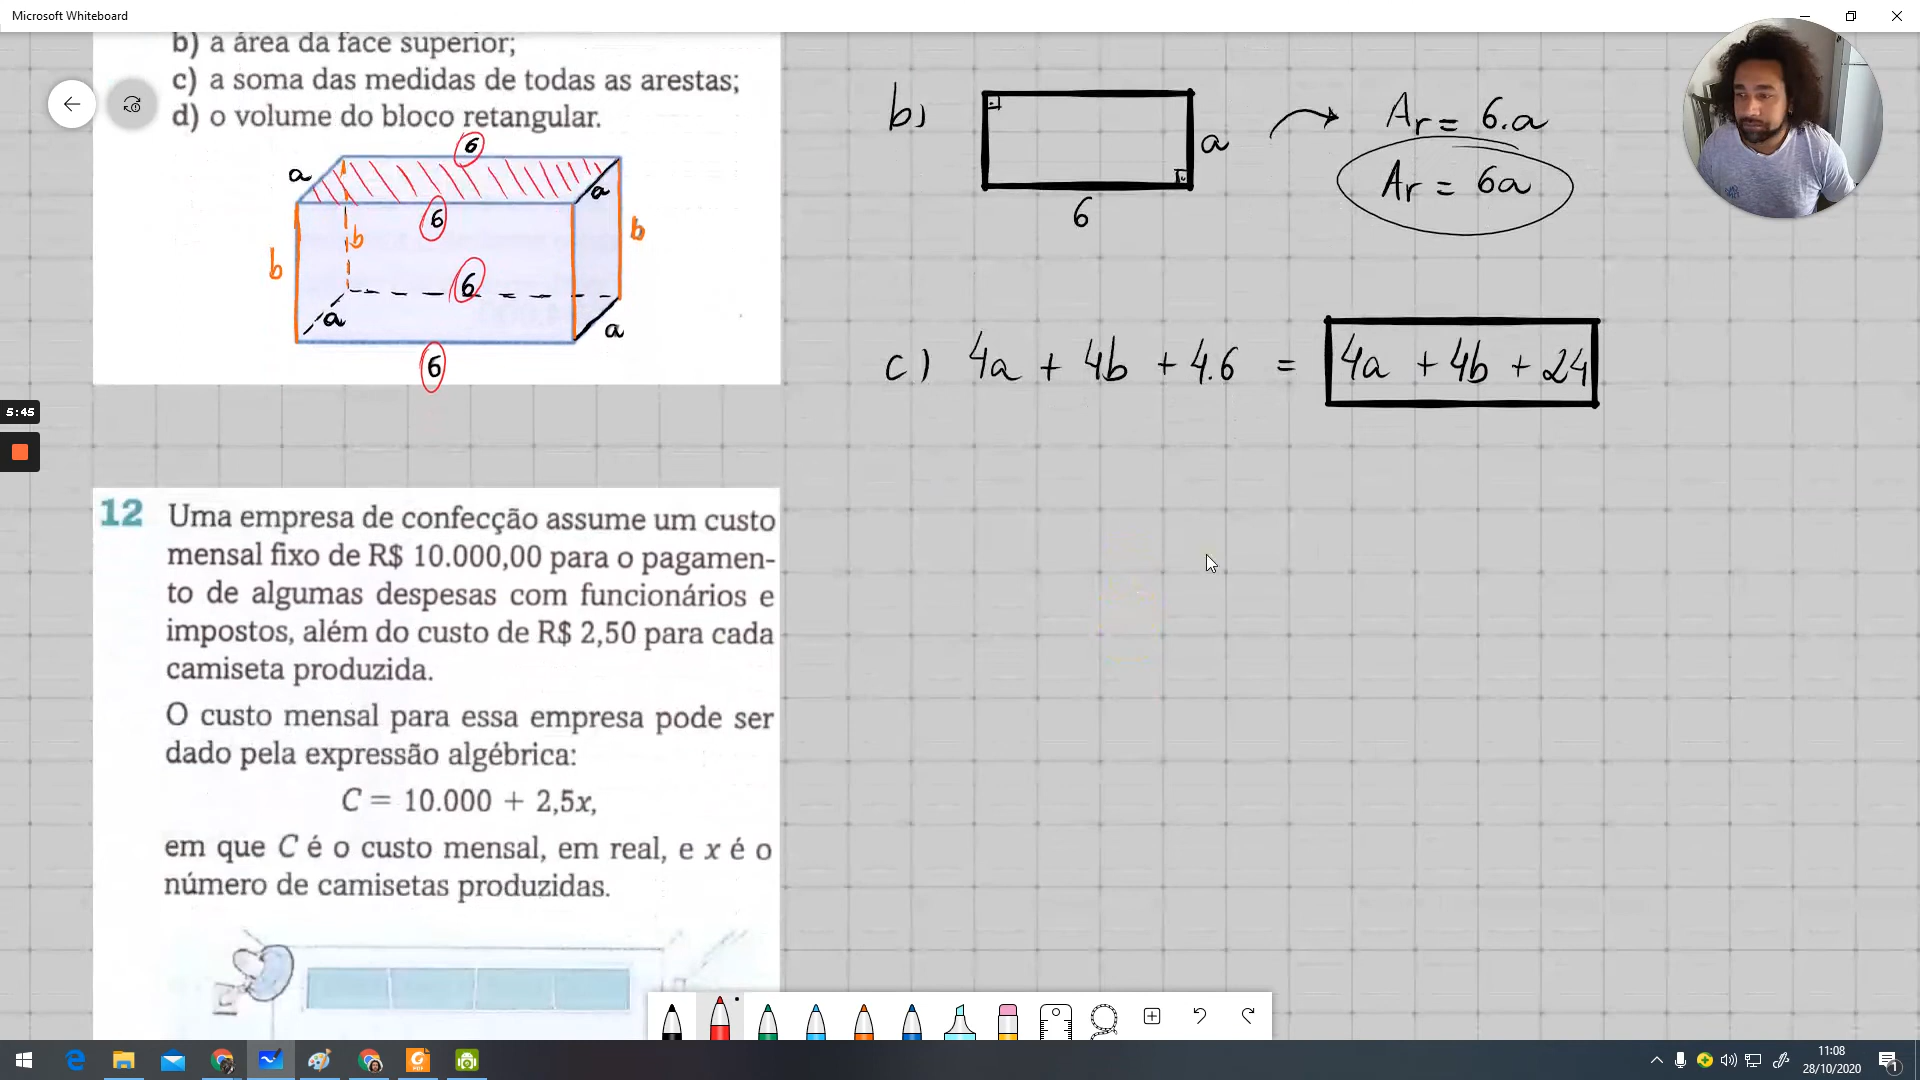 Microsoft Whiteboard
b) a área da face superior;
c) a soma das medidas de todas as arestas;
d) o volume do bloco retangular.
6
a
a
6
b
b
b
6
a
a
6
b)
a
6
Ar = 6.a
Ar = 6a
c) 4a + 4b + 4.6 = 4a + 4b + 24
5:45
12 Uma empresa de confecção assume um custo
mensal fixo de R$ 10.000,00 para o pagamen-
to de algumas despesas com funcionários e
impostos, além do custo de R$ 2,50 para cada
camiseta produzida.
O custo mensal para essa empresa pode ser
dado pela expressão algébrica:
C = 10.000 + 2,5x,
em que C é o custo mensal, em real, e x é o
número de camisetas produzidas.
11:08
28/10/2020
1